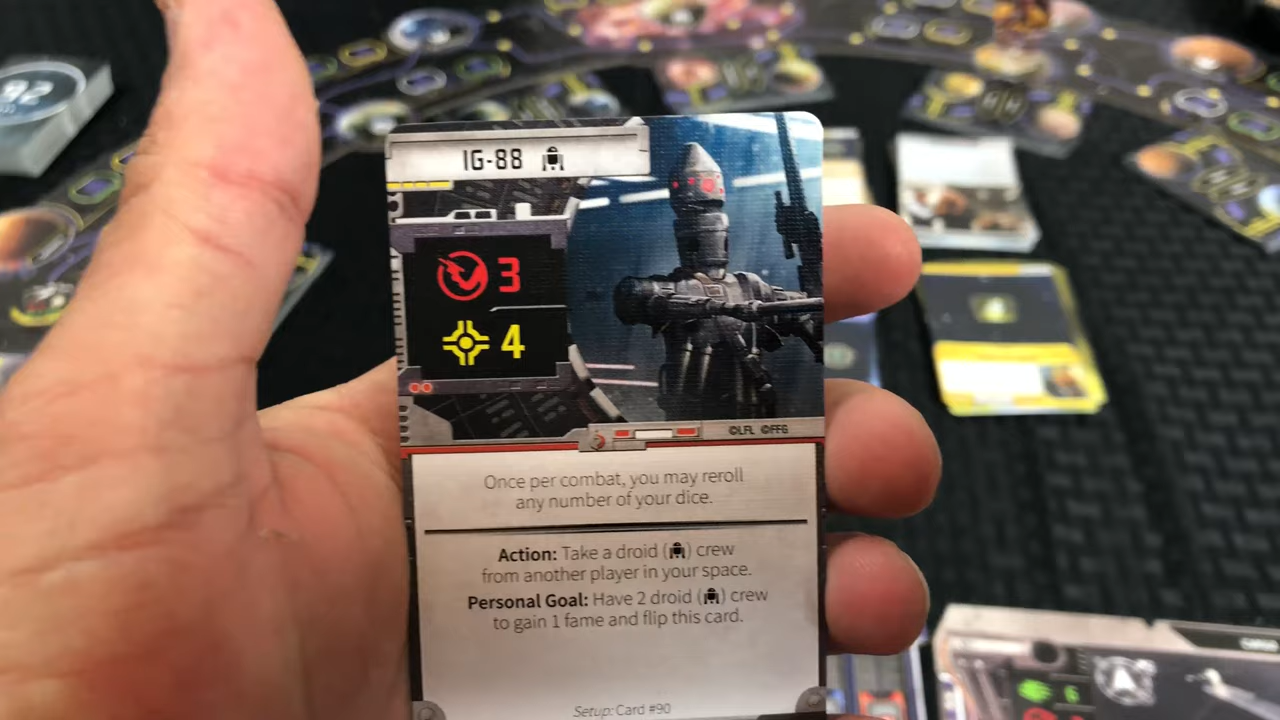 92
IG-88
3
4
©LFL ©FFG
Once per combat, you may reroll
any number of your dice.
Action: Take a droid () crew
from another player in your space.
Personal Goal: Have 2 droid () crew
to gain 1 fame and flip this card.
Setup: Card #90
6